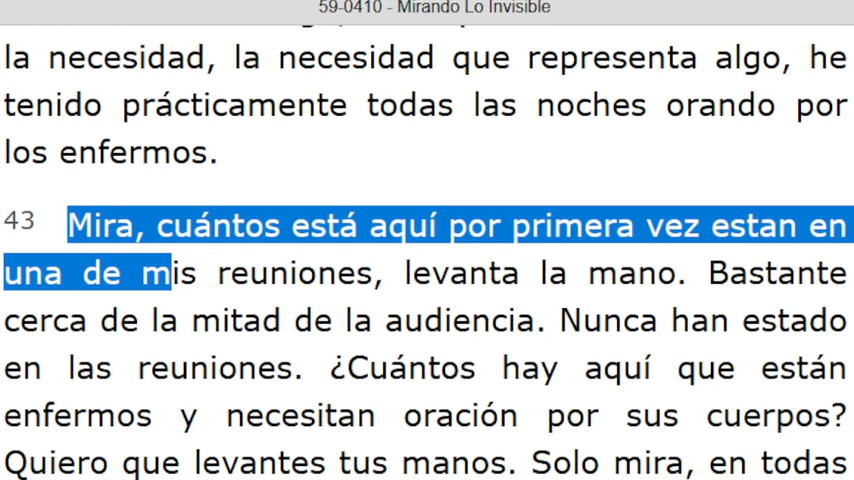 59-0410 - Mirando Lo Invisible
la necesidad, la necesidad que representa algo, he
tenido prácticamente todas las noches orando por
los enfermos.
43 Mira, cuántos está aquí por primera vez estan en
una de mis reuniones, levanta la mano. Bastante
cerca de la mitad de la audiencia. Nunca han estado
en las reuniones. ¿Cuántos hay aquí que están
enfermos y necesitan oración por sus cuerpos?
Quiero que levantes tus manos. Solo mira, en todas